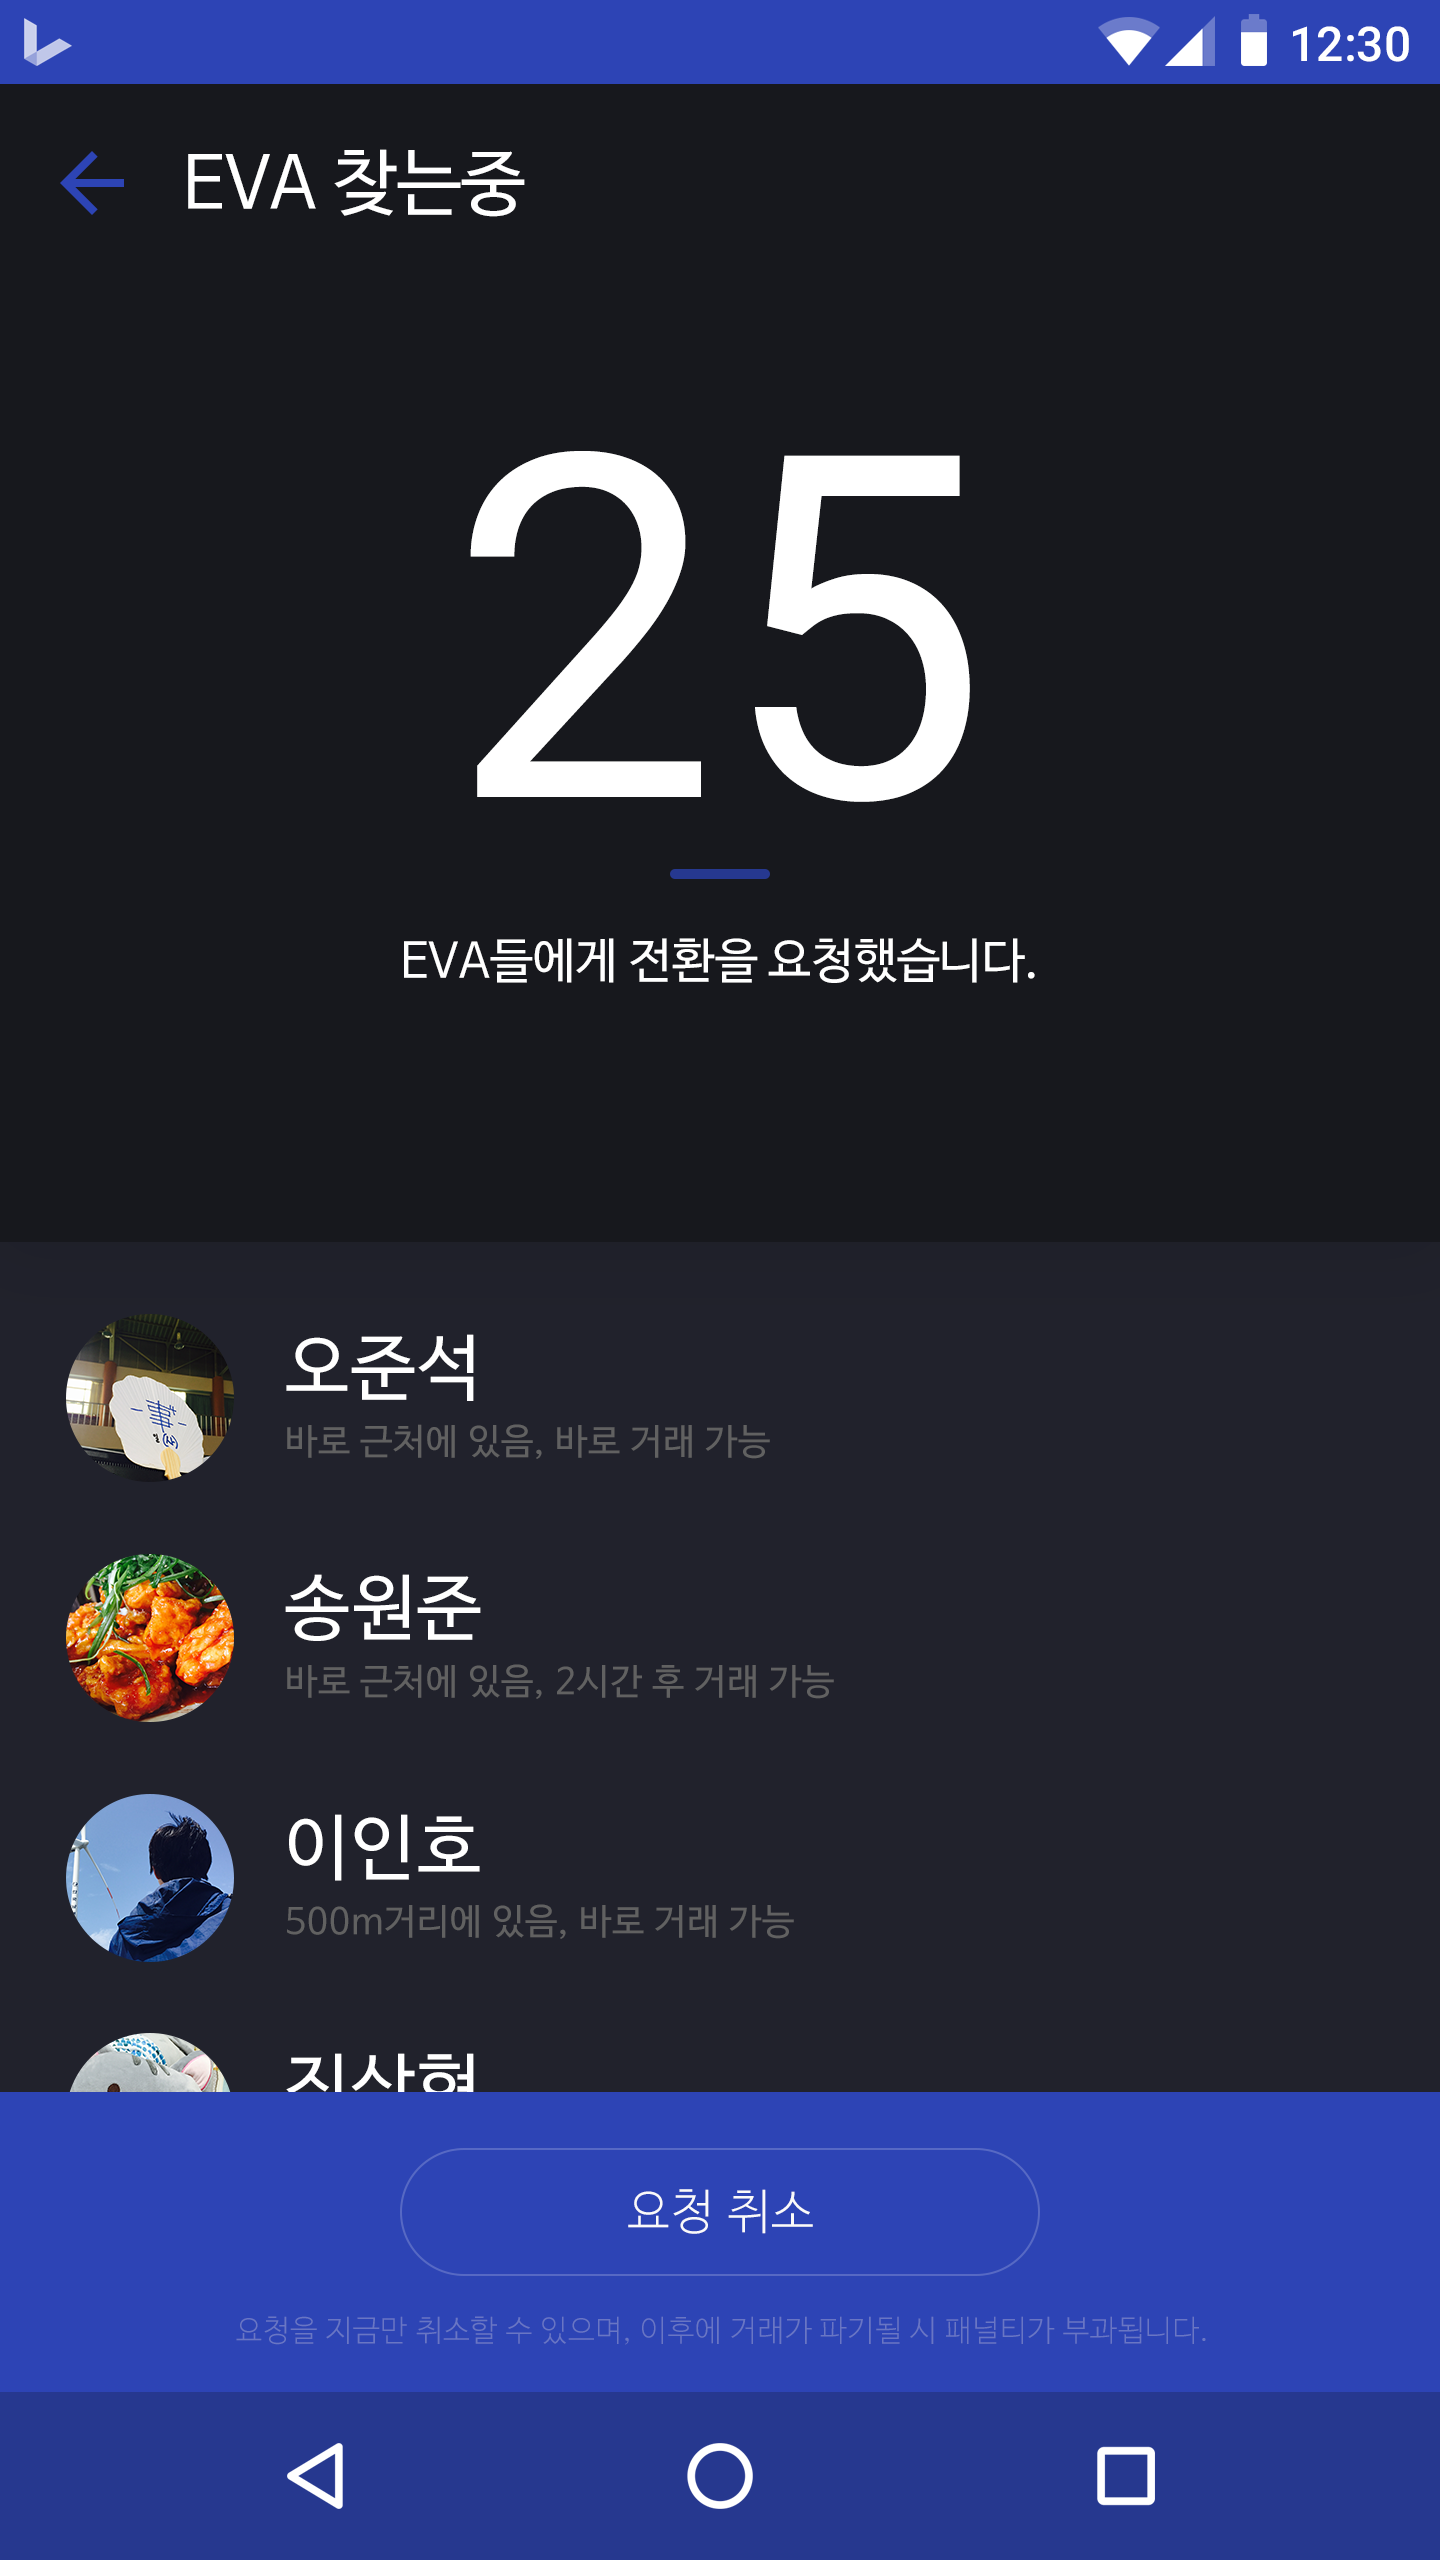 12:30
EVA 찾는중
25
EVA들에게 전환을 요청했습니다.
오준석
바로 근처에 있음, 바로 거래 가능
송원준
바로 근처에 있음, 2시간 후 거래 가능
이인호
500m거리에 있음, 바로 거래 가능
요청 취소
요청을 지금만 취소할 수 있으며, 이후에 거래가 파기될 시 패널티가 부과됩니다.